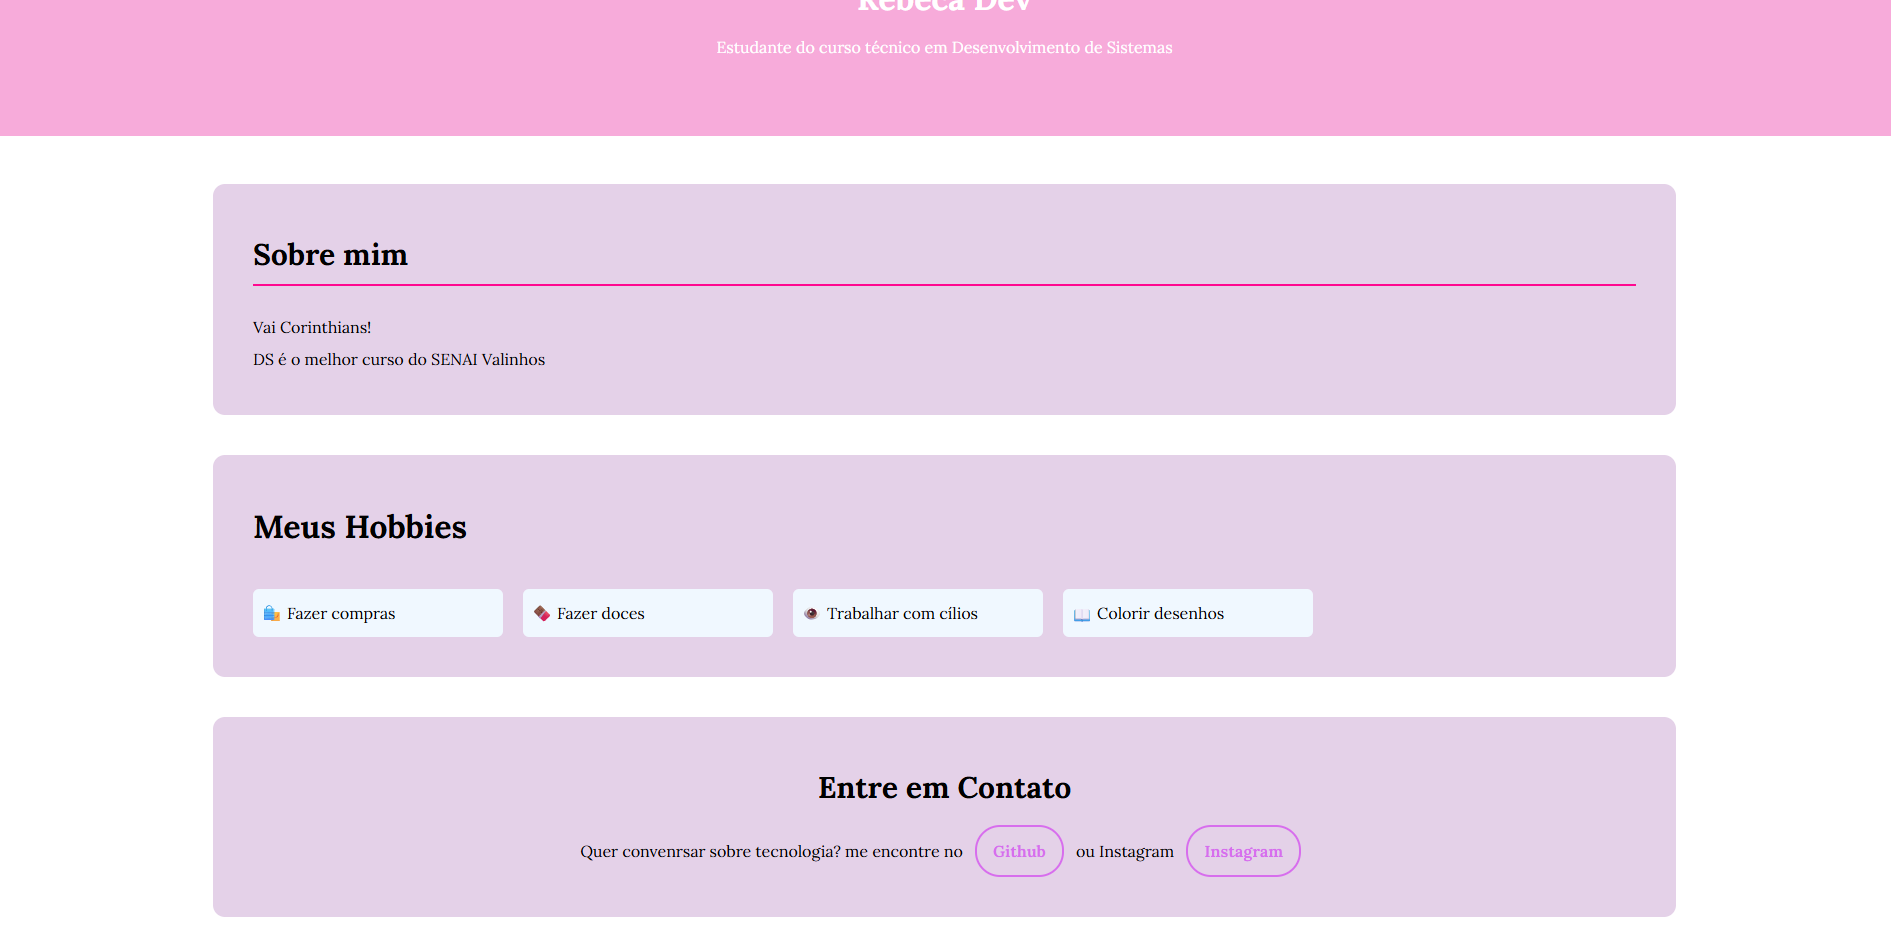 Rebeca Dev
Estudante do curso técnico em Desenvolvimento de Sistemas
Sobre mim
Vai Corinthians!
DS é o melhor curso do SENAI Valinhos
Meus Hobbies
🛍️ Fazer compras
🍫 Fazer doces
👁️ Trabalhar com cílios
📖 Colorir desenhos
Entre em Contato
Quer convenrsar sobre tecnologia? me encontre no Github ou Instagram Instagram